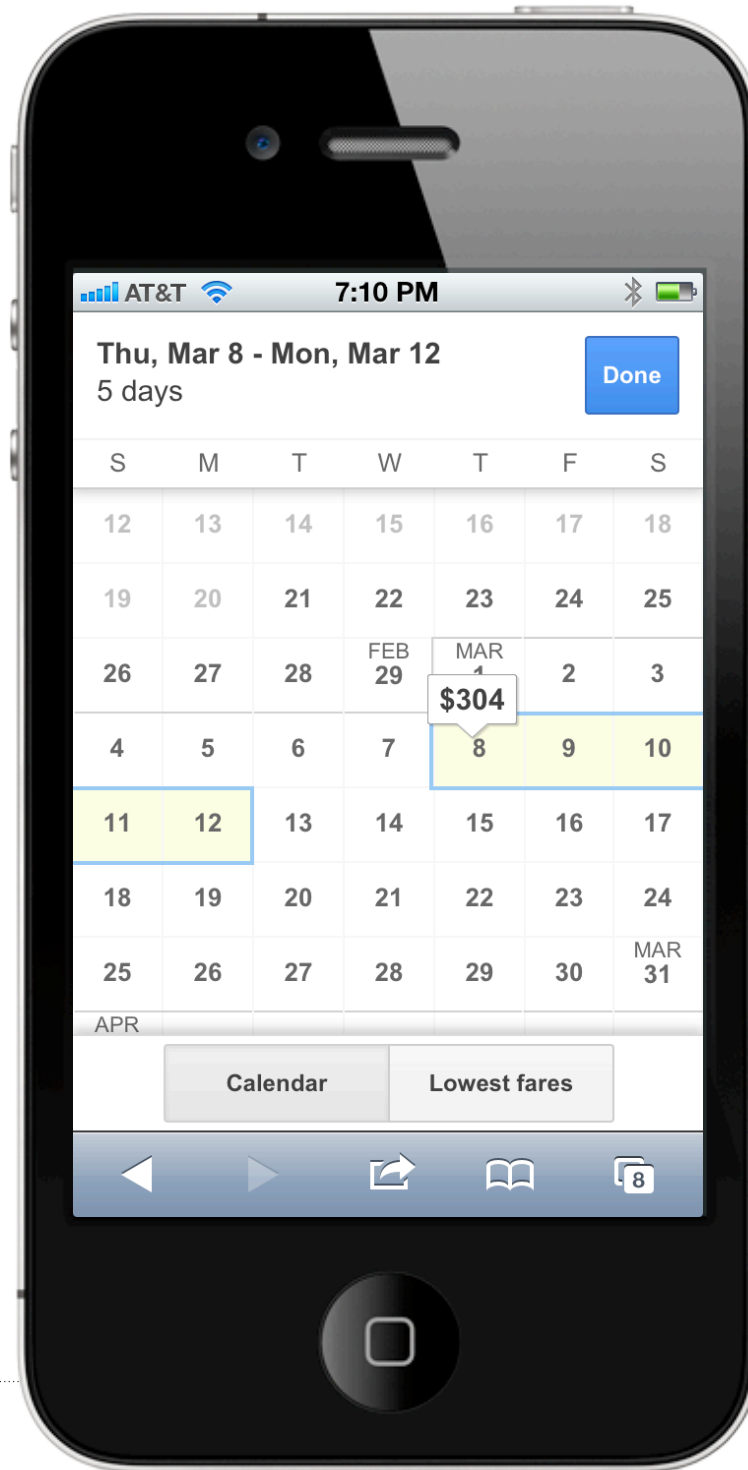 AT&T 7:10 PM
Thu, Mar 8 - Mon, Mar 12
5 days
Done
S M T W T F S
12 13 14 15 16 17 18
19 20 21 22 23 24 25
FEB MAR
26 27 28 29 1 2 3
$304
4 5 6 7 8 9 10
11 12 13 14 15 16 17
18 19 20 21 22 23 24
MAR
25 26 27 28 29 30 31
APR
Calendar Lowest fares
8